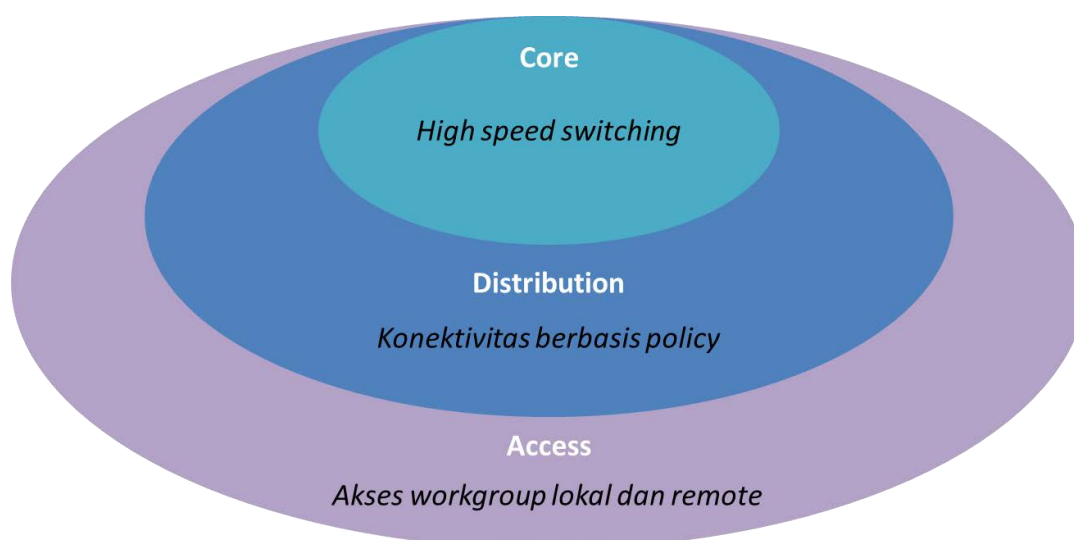 Core
High speed switching
Distribution
Konektivitas berbasis policy
Access
Akses workgroup lokal dan remote